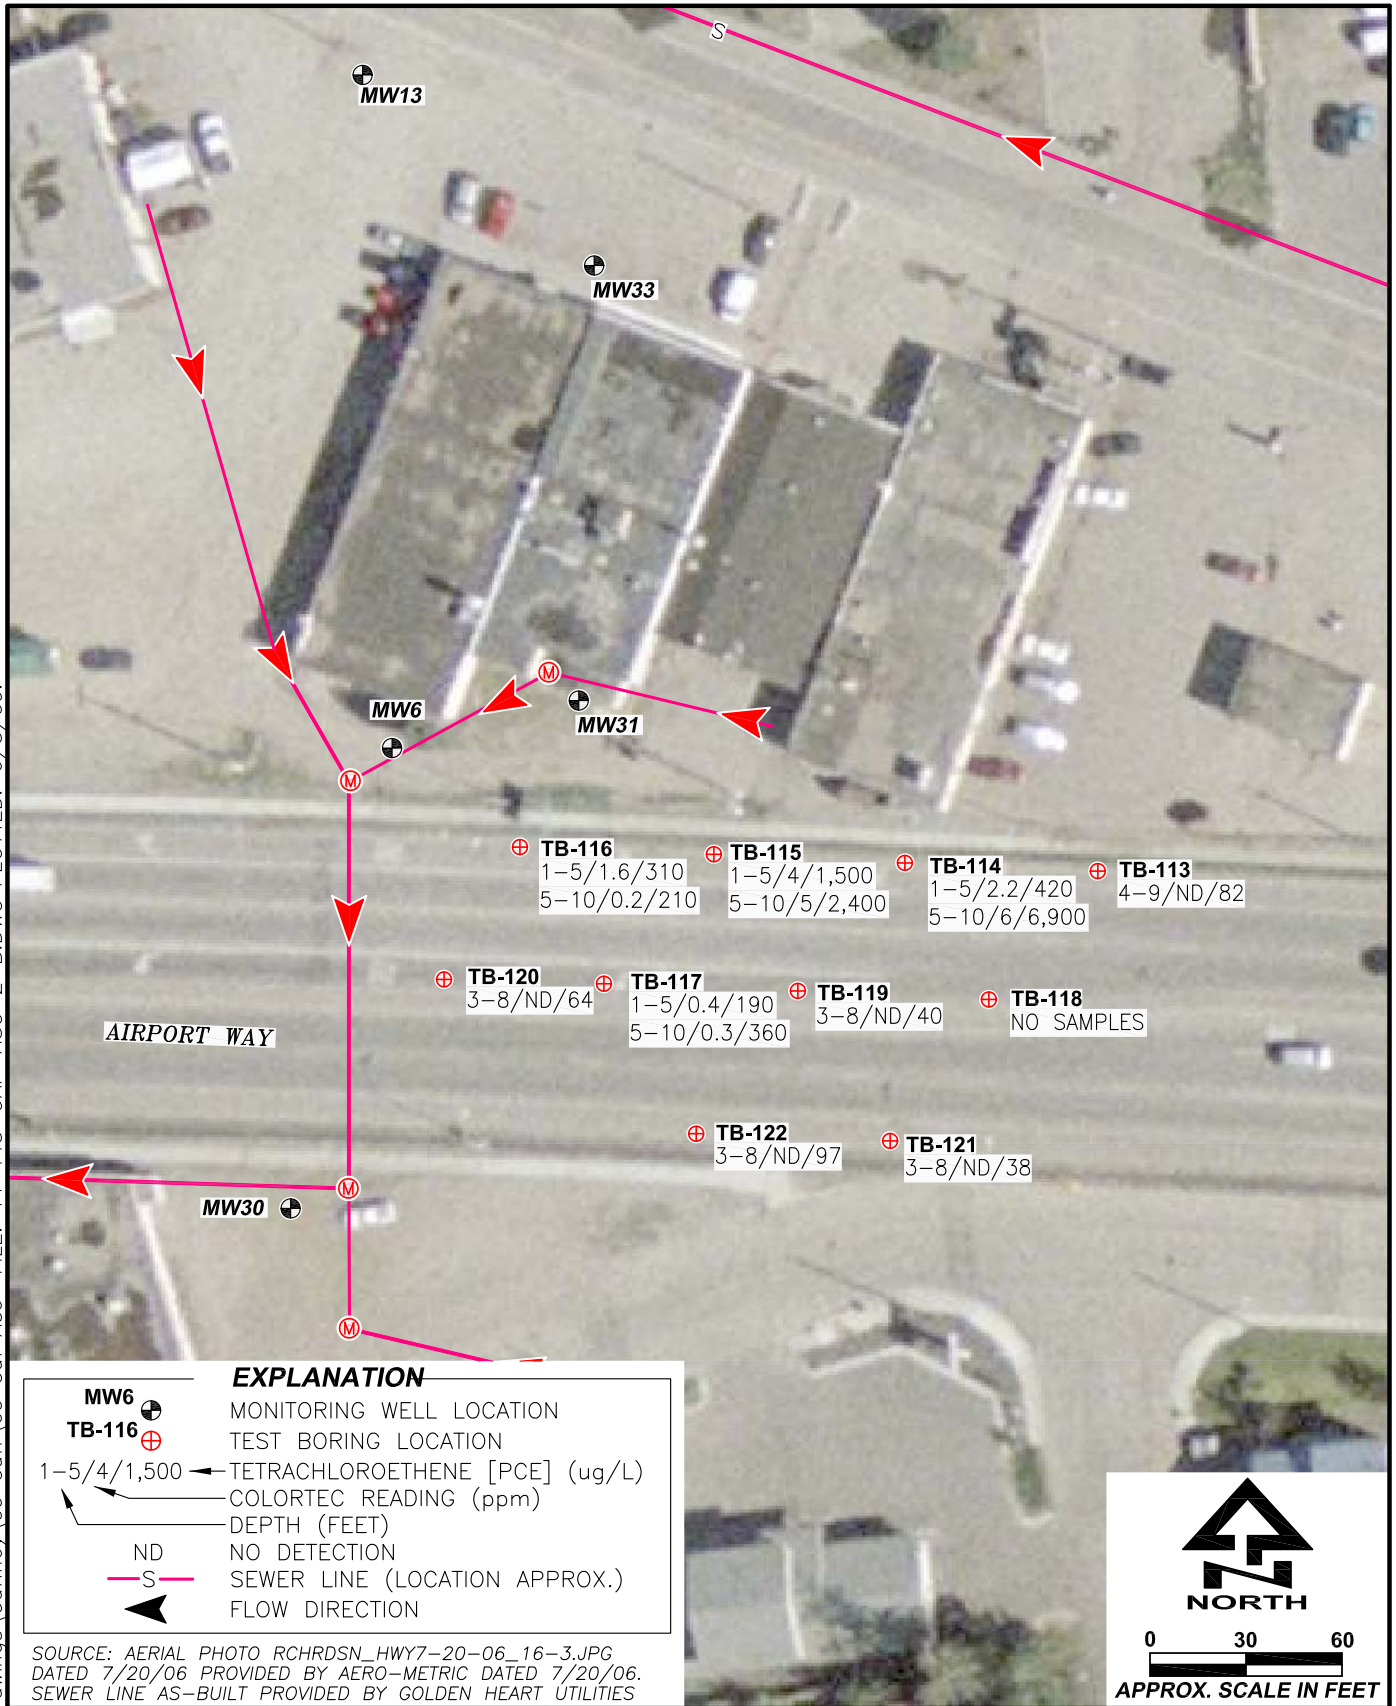 S
MW13
MW33
MW6
MW31
M
M
TB-116
1-5/1.6/310
5-10/0.2/210
TB-115
1-5/4/1,500
5-10/5/2,400
TB-114
1-5/2.2/420
5-10/6/6,900
TB-113
4-9/ND/82
TB-120
3-8/ND/64
TB-117
1-5/0.4/190
5-10/0.3/360
TB-119
3-8/ND/40
TB-118
NO SAMPLES
AIRPORT WAY
TB-122
3-8/ND/97
TB-121
3-8/ND/38
M
MW30
M
EXPLANATION
MW6
MONITORING WELL LOCATION
TB-116
TEST BORING LOCATION
1-5/4/1,500
TETRACHLOROETHENE [PCE] (ug/L)
COLORTEC READING (ppm)
DEPTH (FEET)
ND NO DETECTION
S SEWER LINE (LOCATION APPROX.)
FLOW DIRECTION
SOURCE: AERIAL PHOTO RCHRDSN_HWY7-20-06_16-3.JPG
DATED 7/20/06 PROVIDED BY AERO-METRIC DATED 7/20/06.
SEWER LINE AS-BUILT PROVIDED BY GOLDEN HEART UTILITIES
NORTH
0 30 60
APPROX. SCALE IN FEET